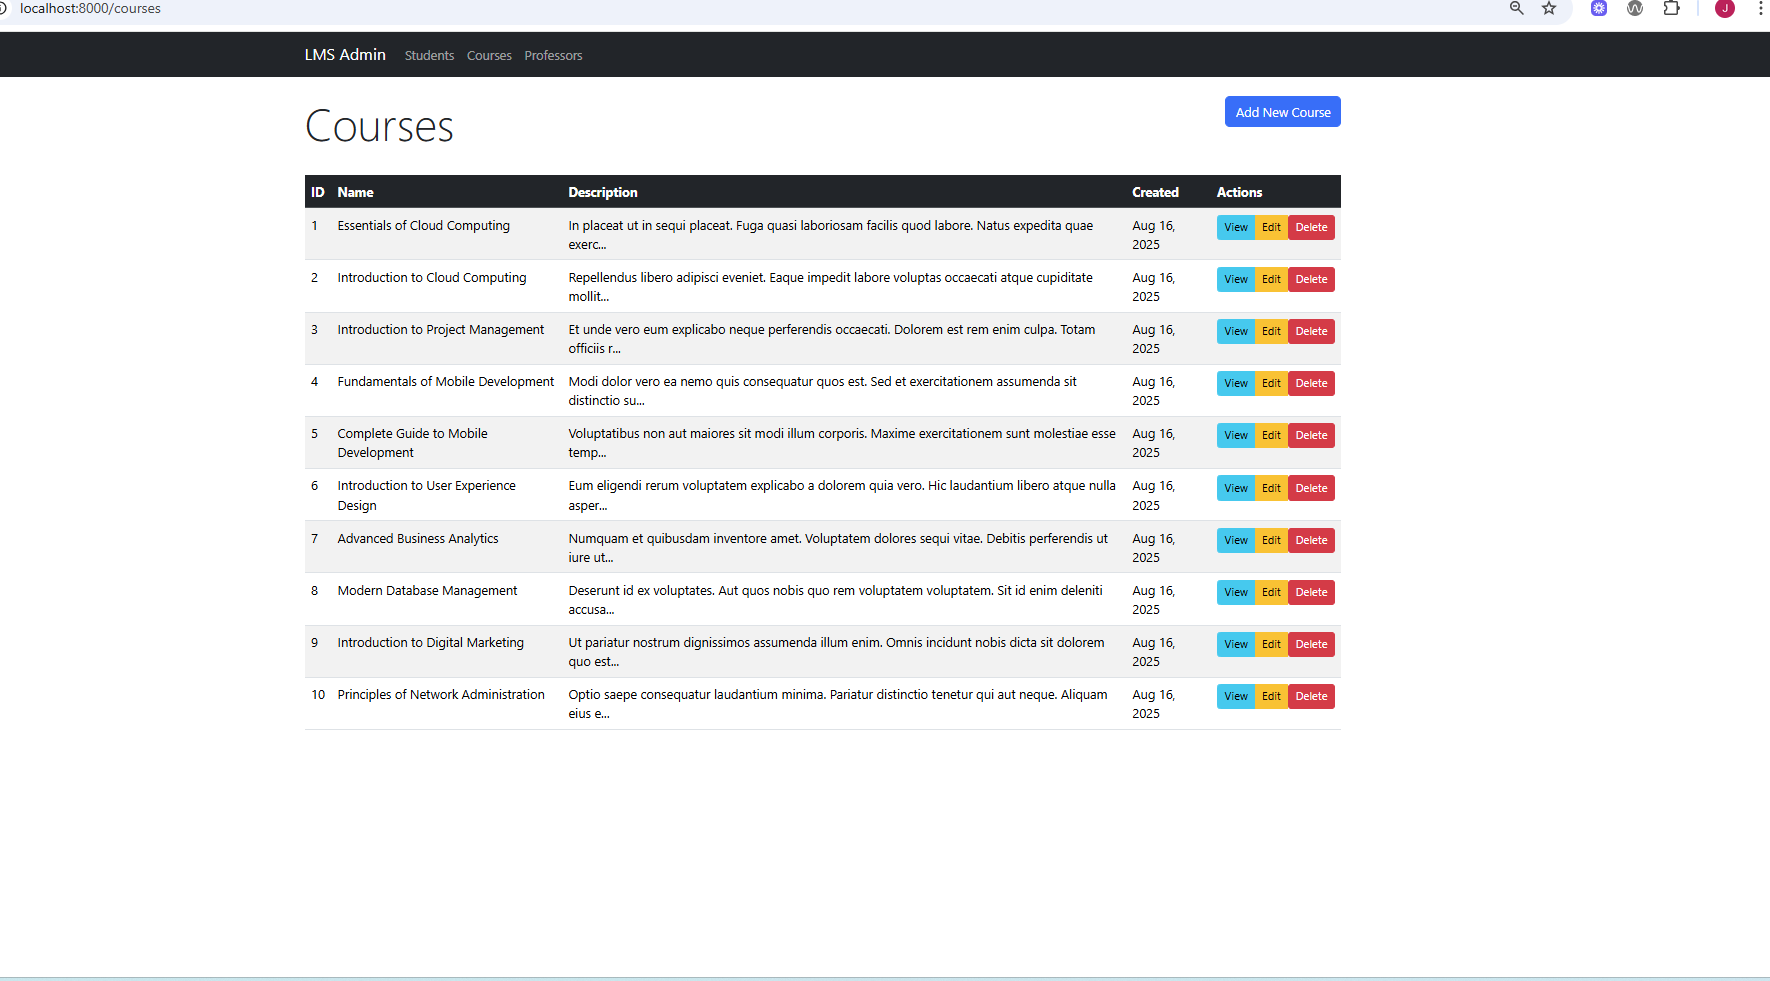 localhost:8000/courses
J
LMS Admin Students Courses Professors
Courses
Add New Course
ID Name Description Created Actions
1 Essentials of Cloud Computing In placeat ut in sequi placeat. Fuga quasi laboriosam facilis quod labore. Natus expedita quae Aug 16, View Edit Delete
exerc... 2025
2 Introduction to Cloud Computing Repellendus libero adipisci eveniet. Eaque impedit labore voluptas occaecati atque cupiditate Aug 16, View Edit Delete
mollit... 2025
3 Introduction to Project Management Et unde vero eum explicabo neque perferendis occaecati. Dolorem est rem enim culpa. Totam Aug 16, View Edit Delete
officiis r... 2025
4 Fundamentals of Mobile Development Modi dolor vero ea nemo quis consequatur quos est. Sed et exercitationem assumenda sit Aug 16, View Edit Delete
distinctio su... 2025
5 Complete Guide to Mobile Voluptatibus non aut maiores sit modi illum corporis. Maxime exercitationem sunt molestiae esse Aug 16, View Edit Delete
Development temp... 2025
6 Introduction to User Experience Eum eligendi rerum voluptatem explicabo a dolorem quia vero. Hic laudantium libero atque nulla Aug 16, View Edit Delete
Design asper... 2025
7 Advanced Business Analytics Numquam et quibusdam inventore amet. Voluptatem dolores sequi vitae. Debitis perferendis ut Aug 16, View Edit Delete
iure ut... 2025
8 Modern Database Management Deserunt id ex voluptates. Aut quos nobis quo rem voluptatem voluptatem. Sit id enim deleniti Aug 16, View Edit Delete
accusa... 2025
9 Introduction to Digital Marketing Ut pariatur nostrum dignissimos assumenda illum enim. Omnis incidunt nobis dicta sit dolorem Aug 16, View Edit Delete
quo est... 2025
10 Principles of Network Administration Optio saepe consequatur laudantium minima. Pariatur distinctio tenetur qui aut neque. Aliquam Aug 16, View Edit Delete
eius e... 2025